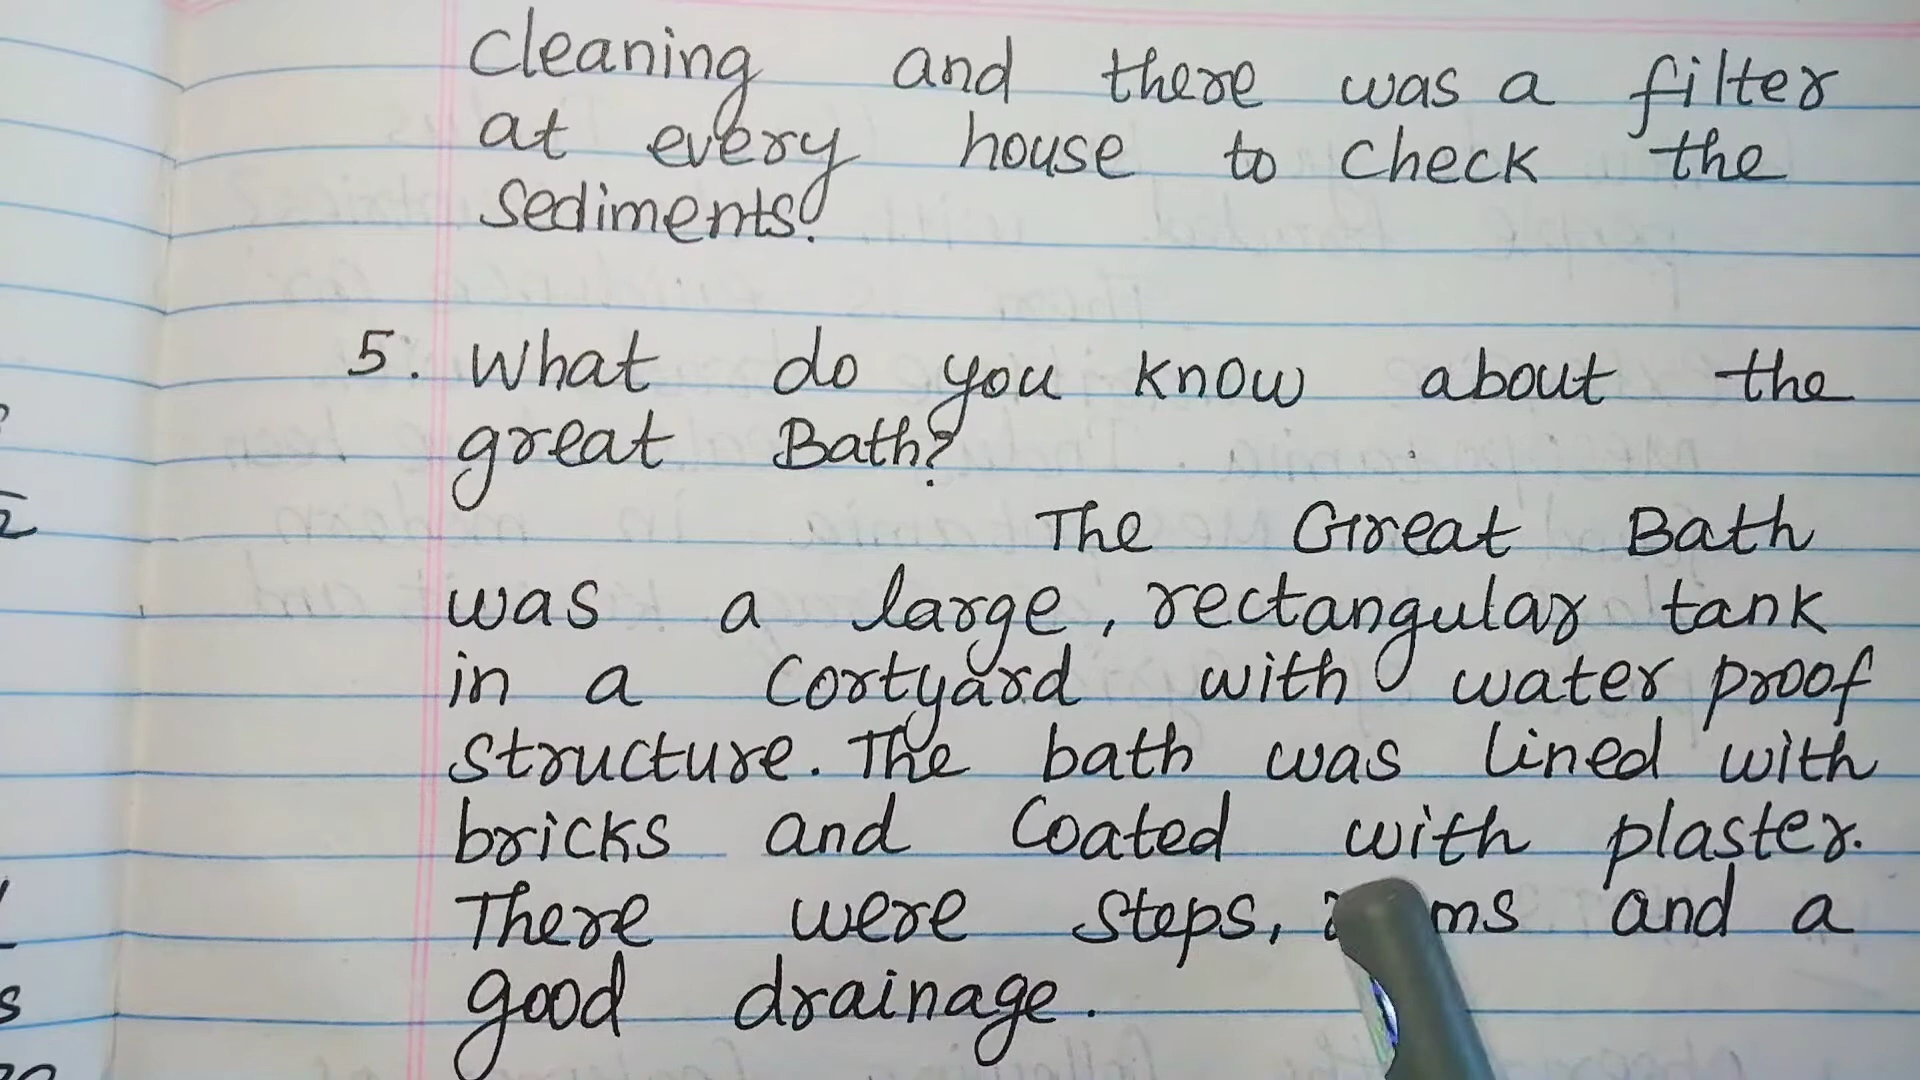 cleaning and there was a filter
at every house to check the
sediments.
5. What do you know about the
great Bath?
The Great Bath
was a large, rectangular tank
in a cortyard with water proof
structure. The bath was lined with
bricks and coated with plaster.
There were steps, and a
good drainage.